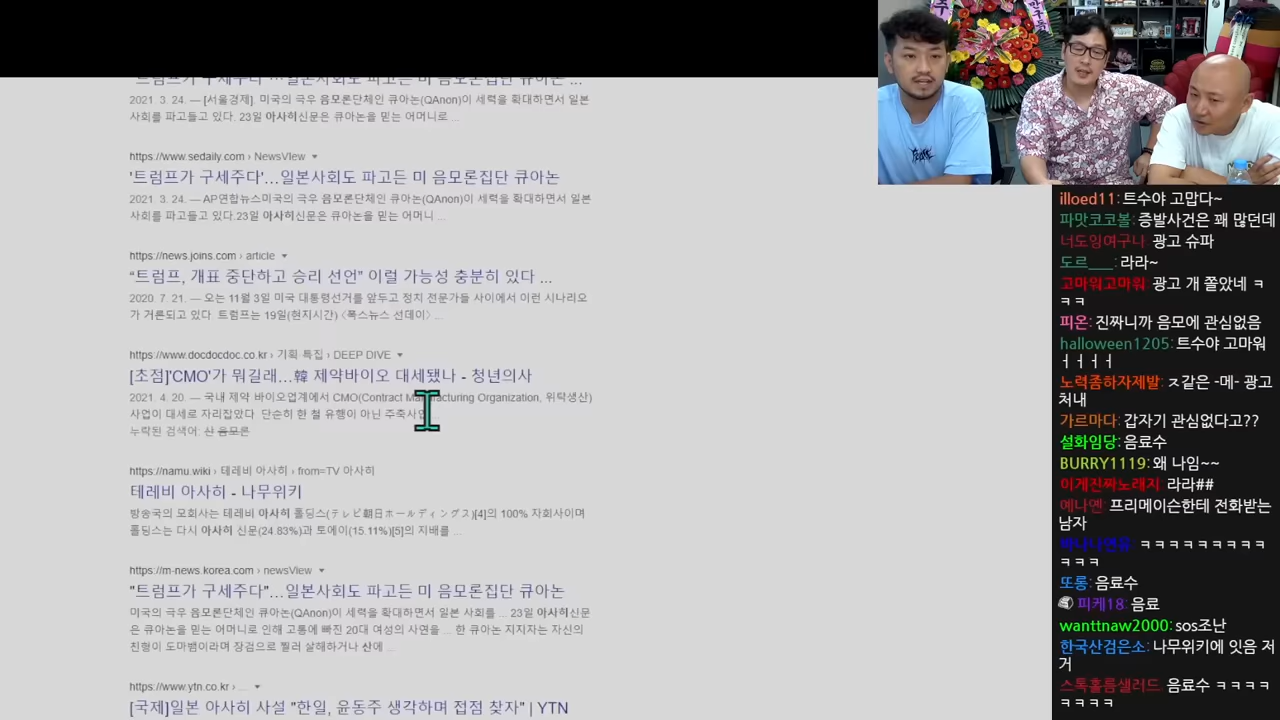 '트럼프가 구세주다'…일본사회도 파고든 미 음모론집단 큐아논 ...
2021. 3. 24. — [서울경제] 미국의 극우 음모론단체인 큐아논(QAnon)이 세력을 확대하면서 일본
사회를 파고들고 있다. 23일 아사히신문은 큐아논을 믿는 어머니로 ...
https://www.sedaily.com › NewsVIew
'트럼프가 구세주다'…일본사회도 파고든 미 음모론집단 큐아논
2021. 3. 24. — AP연합뉴스미국의 극우 음모론단체인 큐아논(QAnon)이 세력을 확대하면서 일본
사회를 파고들고 있다.23일 아사히신문은 큐아논을 믿는 어머니 ...
https://news.joins.com › article
“트럼프, 개표 중단하고 승리 선언” 이럴 가능성 충분히 있다 ...
2020. 7. 21. — 오는 11월 3일 미국 대통령선거를 앞두고 정치 전문가들 사이에서 이런 시나리오
가 거론되고 있다. 트럼프는 19일(현지시간) 〈폭스뉴스 선데이〉 ...
https://www.docdocdoc.co.kr › 기획·특집 › DEEP DIVE
[초점]'CMO'가 뭐길래…韓 제약바이오 대세됐나 - 청년의사
2021. 4. 20. — 국내 제약 바이오업계에서 CMO(Contract Manufacturing Organization, 위탁생산)
사업이 대세로 자리잡았다. 단순히 한 철 유행이 아닌 주축사업 ...
누락된 검색어: 산 음모론
https://namu.wiki › 테레비 아사히 › from=TV 아사히
테레비 아사히 - 나무위키
방송국의 모회사는 테레비 아사히 홀딩스(テレビ朝日ホールディングス)[4]의 100% 자회사이며
홀딩스는 다시 아사히 신문(24.83%)과 토에이(15.11%)[5]의 지배를 ...
https://m-news.korea.com › newsView
"트럼프가 구세주다"…일본사회도 파고든 미 음모론집단 큐아논
미국의 극우 음모론단체인 큐아논(QAnon)이 세력을 확대하면서 일본 사회를 ... 23일 아사히신문
은 큐아논을 믿는 어머니로 인해 고통에 빠진 20대 여성의 사연을 ... 한 큐아논 지지자는 자신의
친형이 도마뱀이라며 장검으로 찔러 살해하거나 산에 ...
https://www.ytn.co.kr › ...
[국제]일본 아사히 사설 "한일, 윤동주 생각하며 접점 찾자" | YTN
illoed11: 트수야 고맙다~
파맛코코볼: 증발사건은 꽤 많던데
너도잉여구나: 광고 슈파
도르___: 라라~
고마워고마훠: 광고 개 쫄았네 ㅋ
ㅋㅋ
피온: 진짜니까 음모에 관심없음
halloween1205: 트수야 고마워
ㅓㅓㅓㅓ
노력좀하자제발: ㅈ같은 -메- 광고
처내
가르마다: 갑자기 관심없다고??
설화임당: 음료수
BURRY1119: 왜 나임~~
이게진짜노래지: 라라##
에나옌: 프리메이슨한테 전화받는
남자
ㅋㅋㅋㅋㅋㅋㅋㅋㅋ
ㅋㅋㅋ
또롱: 음료수
피케18: 음료
wanttnaw2000: sos조난
한국산검은소: 나무위키에 잇음 저
거
스톡홀름샐러드: 음료수 ㅋㅋㅋㅋ
ㅋㅋㅋㅋ